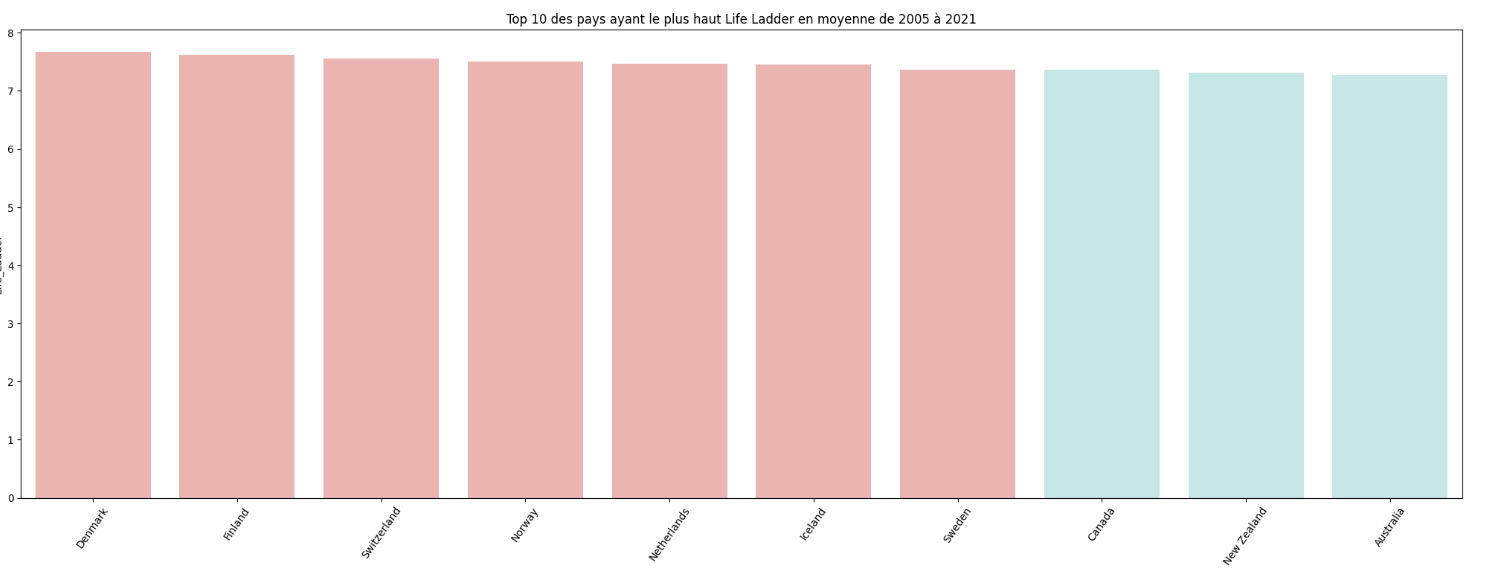 Top 10 des pays ayant le plus haut Life Ladder en moyenne de 2005 à 2021
8
7
6
5
4
3
2
1
0
Denmark
Finland
Switzerland
Norway
Netherlands
Iceland
Sweden
Canada
New Zealand
Australia